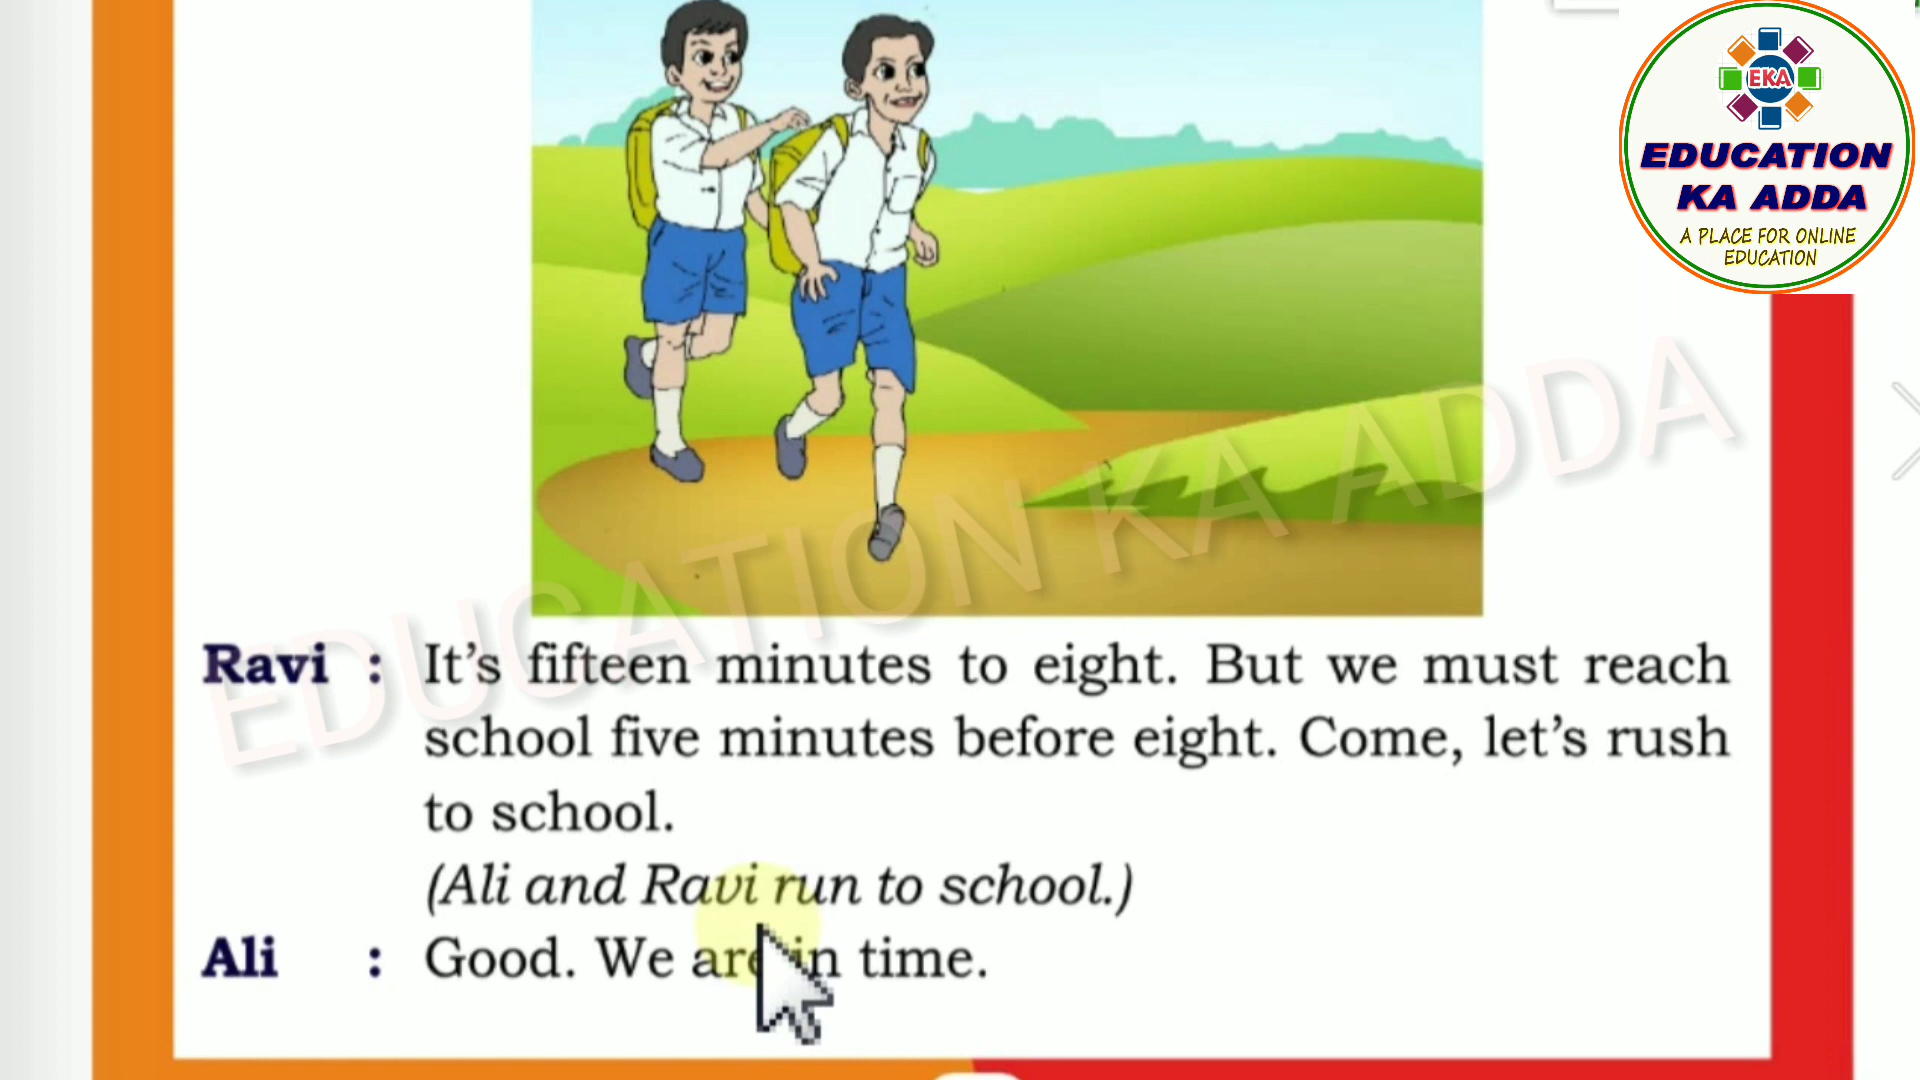 EKA
EDUCATION
KA ADDA
A PLACE FOR ONLINE
EDUCATION
EDUCATION KA ADDA
Ravi : It's fifteen minutes to eight. But we must reach
school five minutes before eight. Come, let's rush
to school.
(Ali and Ravi run to school.)
Ali : Good. We are in time.